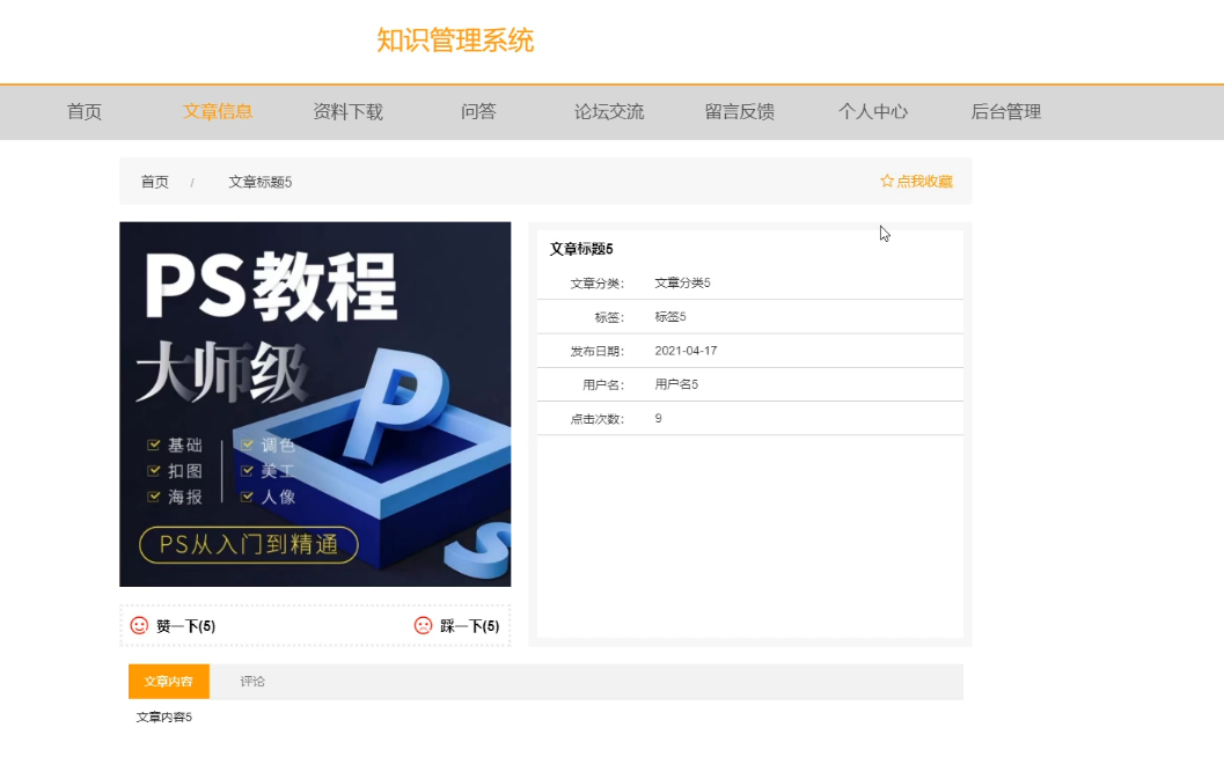 知识管理系统
首页 文章信息 资料下载 问答 论坛交流 留言反馈 个人中心 后台管理
首页 / 文章标题5 ☆点我收藏
PS教程
大师级
基础 调色
扣图 美工
海报 人像
PS从入门到精通
P
S
文章标题5
文章分类: 文章分类5
标签: 标签5
发布日期: 2021-04-17
用户名: 用户名5
点击次数: 9
赞一下(5) 踩一下(5)
文章内容 评论
文章内容5